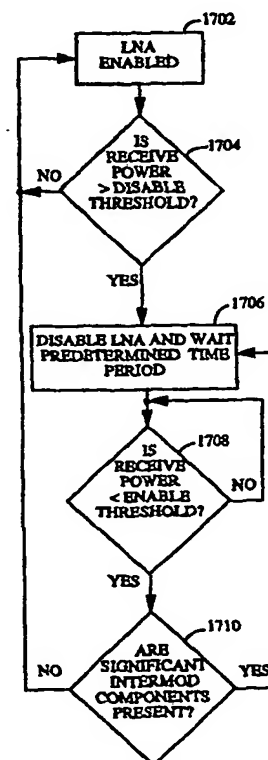 1702
LNA
ENABLED
1704
IS
RECEIVE
POWER
> DISABLE
THRESHOLD?
NO
YES
1706
DISABLE LNA AND WAIT
PREDETERMINED TIME
PERIOD
1708
IS
RECEIVE
POWER
< ENABLE
THRESHOLD?
NO
YES
1710
ARE
SIGNIFICANT
INTERMOD
COMPONENTS
PRESENT?
NO
YES